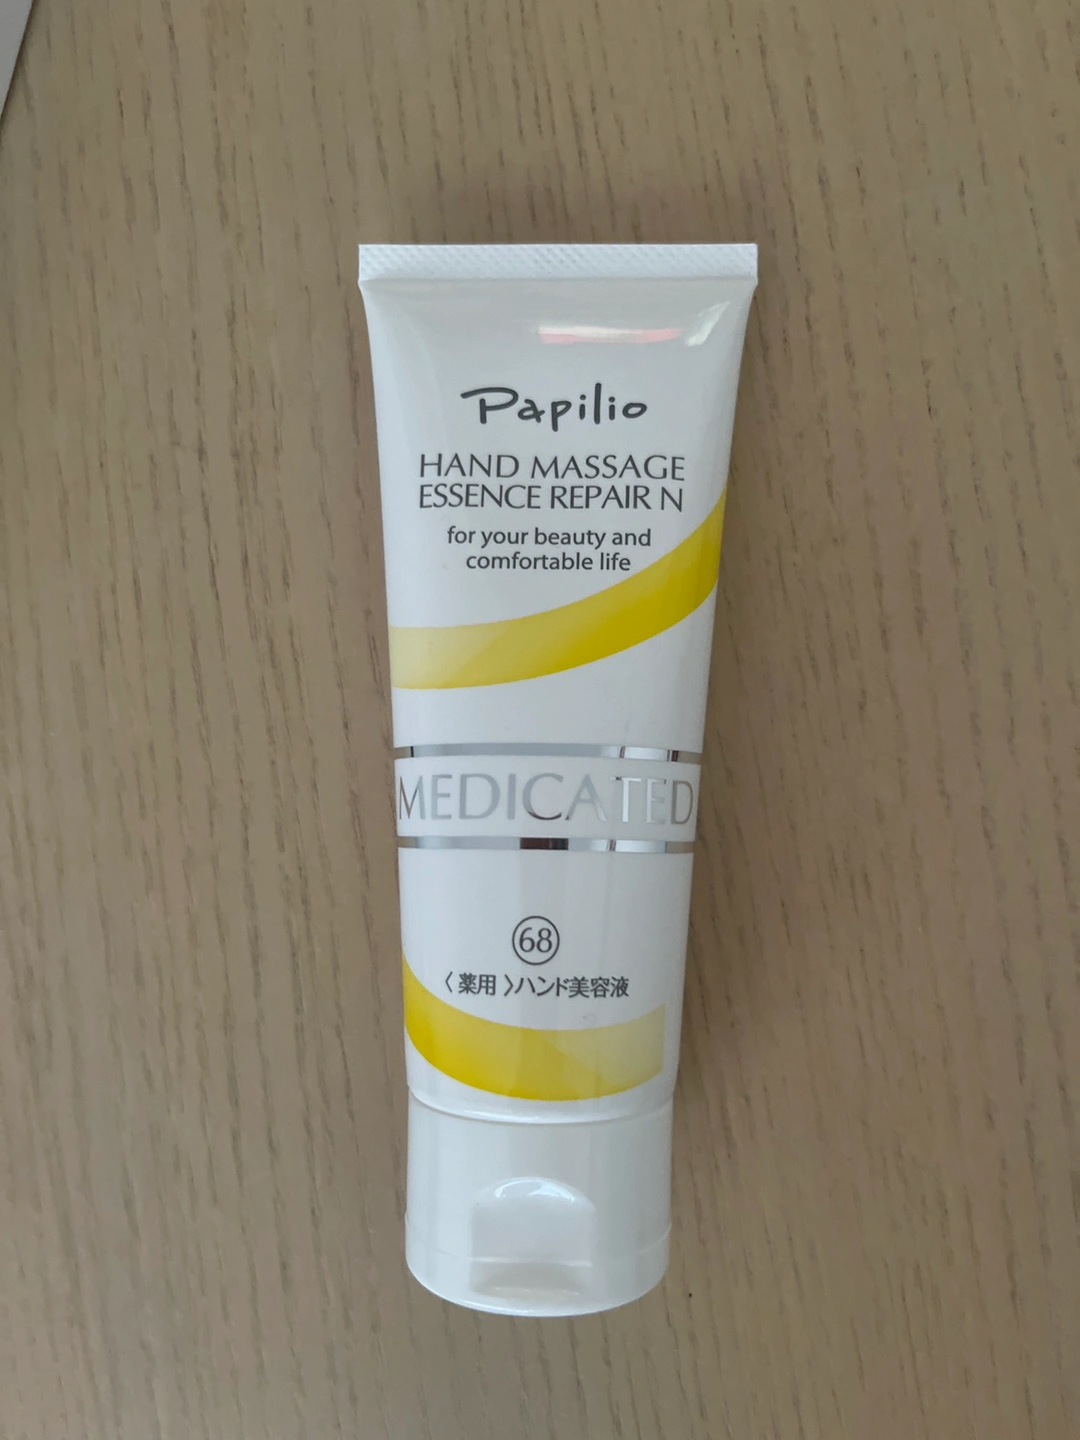 Papilio
HAND MASSAGE
ESSENCE REPAIR N
for your beauty and
comfortable life
MEDICATED
68
〈薬用〉ハンド美容液